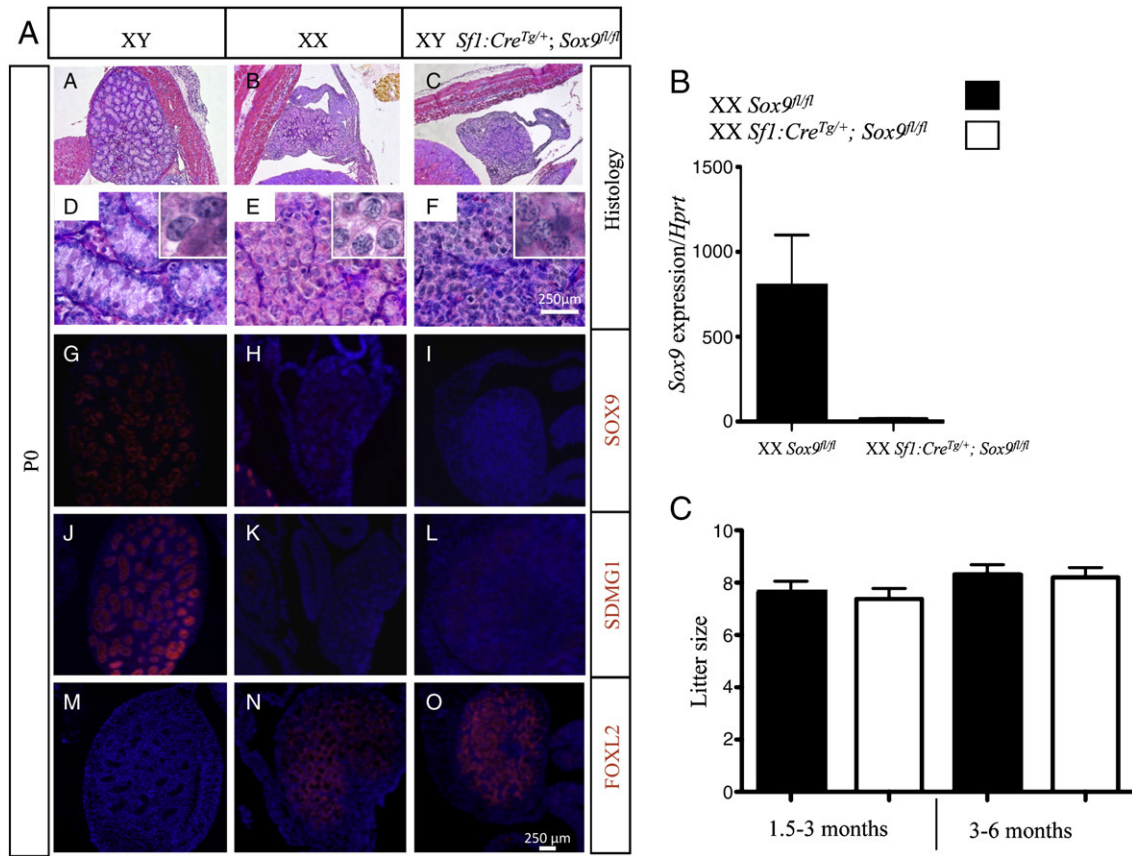 A
XY
XX
XY Sf1:Cre^Tg/+; Sox9^fl/fl
P0
A
B
C
D
E
F
250µm
Histology
G
H
I
SOX9
J
K
L
SDMG1
M
N
O
250 µm
FOXL2
B
XX Sox9^fl/fl
XX Sf1:Cre^Tg/+; Sox9^fl/fl
Sox9 expression/Hprt
1500
1000
500
0
XX Sox9^fl/fl
XX Sf1:Cre^Tg/+; Sox9^fl/fl
C
Litter size
10
8
6
4
2
0
1.5-3 months
3-6 months